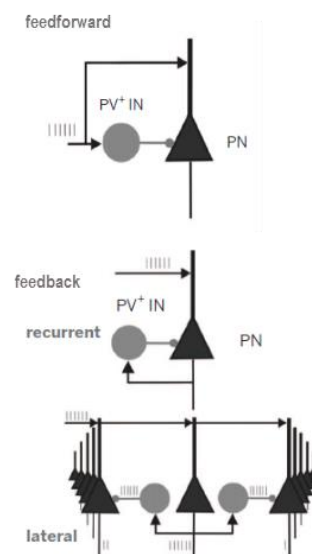 feedforward
PV⁺ IN
PN
feedback
PV⁺ IN
recurrent
PN
lateral